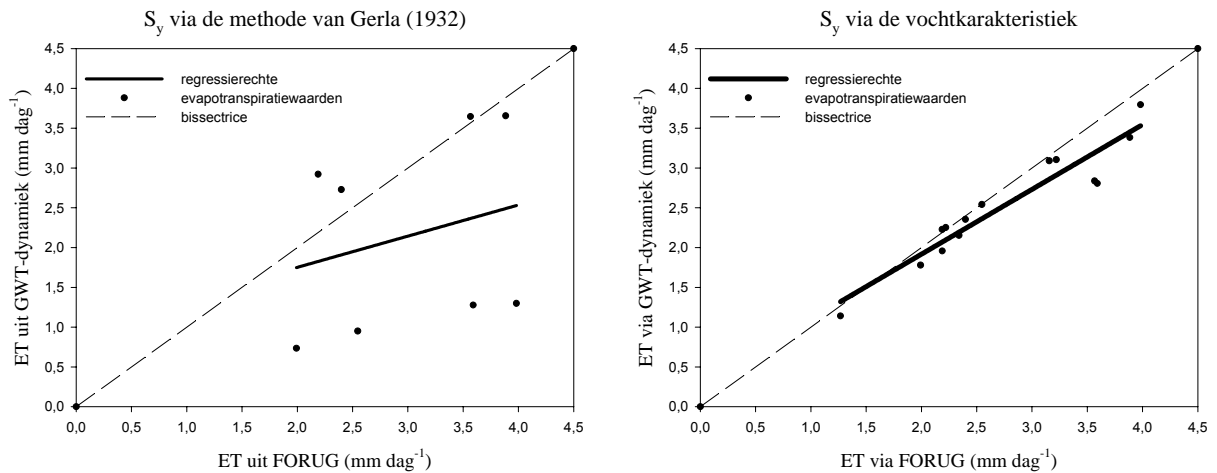 S_y via de methode van Gerla (1932)
4,5
4,0
3,5
3,0
2,5
2,0
1,5
1,0
0,5
0,0
ET uit GWT-dynamiek (mm dag^-1)
regressierechte
evapotranspiratiewaarden
bissectrice
0,0 0,5 1,0 1,5 2,0 2,5 3,0 3,5 4,0 4,5
ET uit FORUG (mm dag^-1)
S_y via de vochtkarakteristiek
4,5
4,0
3,5
3,0
2,5
2,0
1,5
1,0
0,5
0,0
ET via GWT-dynamiek (mm dag^-1)
regressierechte
evapotranspiratiewaarden
bissectrice
0,0 0,5 1,0 1,5 2,0 2,5 3,0 3,5 4,0 4,5
ET via FORUG (mm dag^-1)